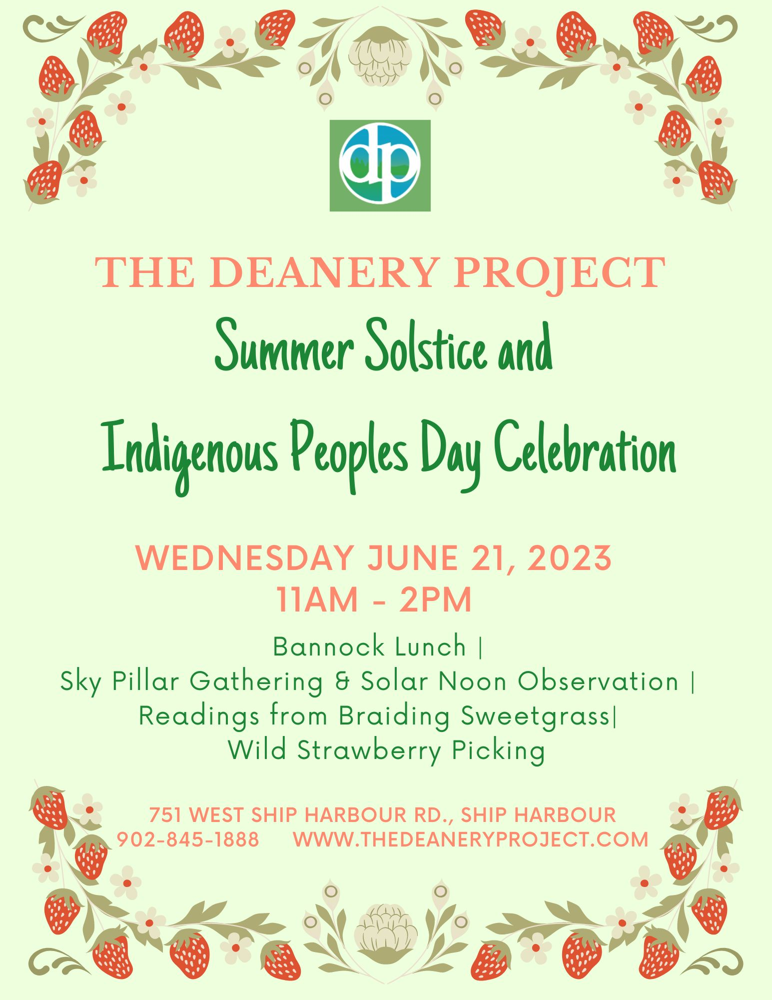 dp
THE DEANERY PROJECT
Summer Solstice and
Indigenous Peoples Day Celebration
WEDNESDAY JUNE 21, 2023
11AM - 2PM
Bannock Lunch |
Sky Pillar Gathering & Solar Noon Observation |
Readings from Braiding Sweetgrass|
Wild Strawberry Picking
751 WEST SHIP HARBOUR RD., SHIP HARBOUR
902-845-1888 WWW.THEDEANERYPROJECT.COM